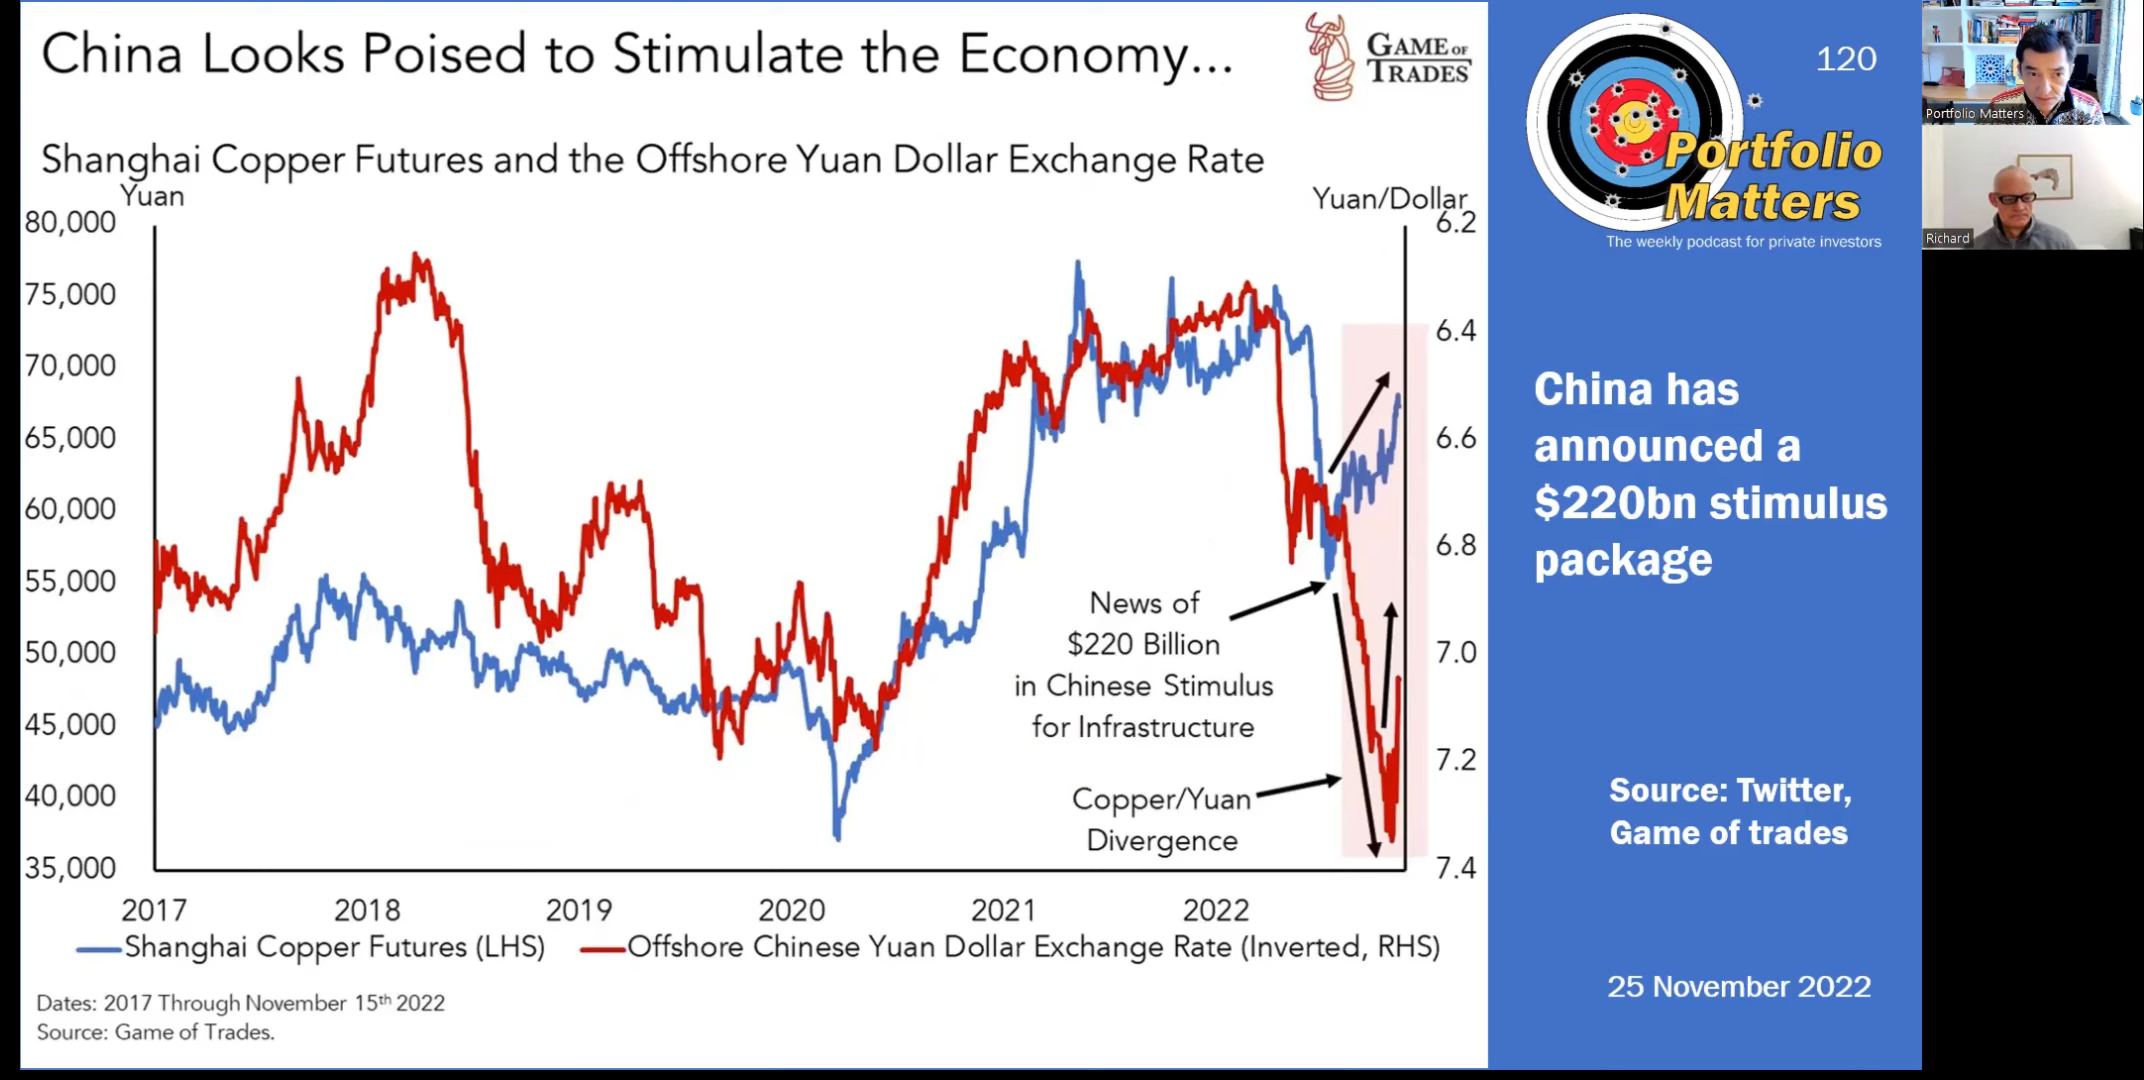 China Looks Poised to Stimulate the Economy...
GAME OF
TRADES
Shanghai Copper Futures and the Offshore Yuan Dollar Exchange Rate
Yuan
Yuan/Dollar
80,000
75,000
70,000
65,000
60,000
55,000
50,000
45,000
40,000
35,000
6.2
6.4
6.6
6.8
7.0
7.2
7.4
News of
$220 Billion
in Chinese Stimulus
for Infrastructure
Copper/Yuan
Divergence
2017 2018 2019 2020 2021 2022
Shanghai Copper Futures (LHS) Offshore Chinese Yuan Dollar Exchange Rate (Inverted, RHS)
Dates: 2017 Through November 15th 2022
Source: Game of Trades.
120
Portfolio
Matters
The weekly podcast for private investors
China has
announced a
$220bn stimulus
package
Source: Twitter,
Game of trades
25 November 2022
Portfolio Matters
Richard